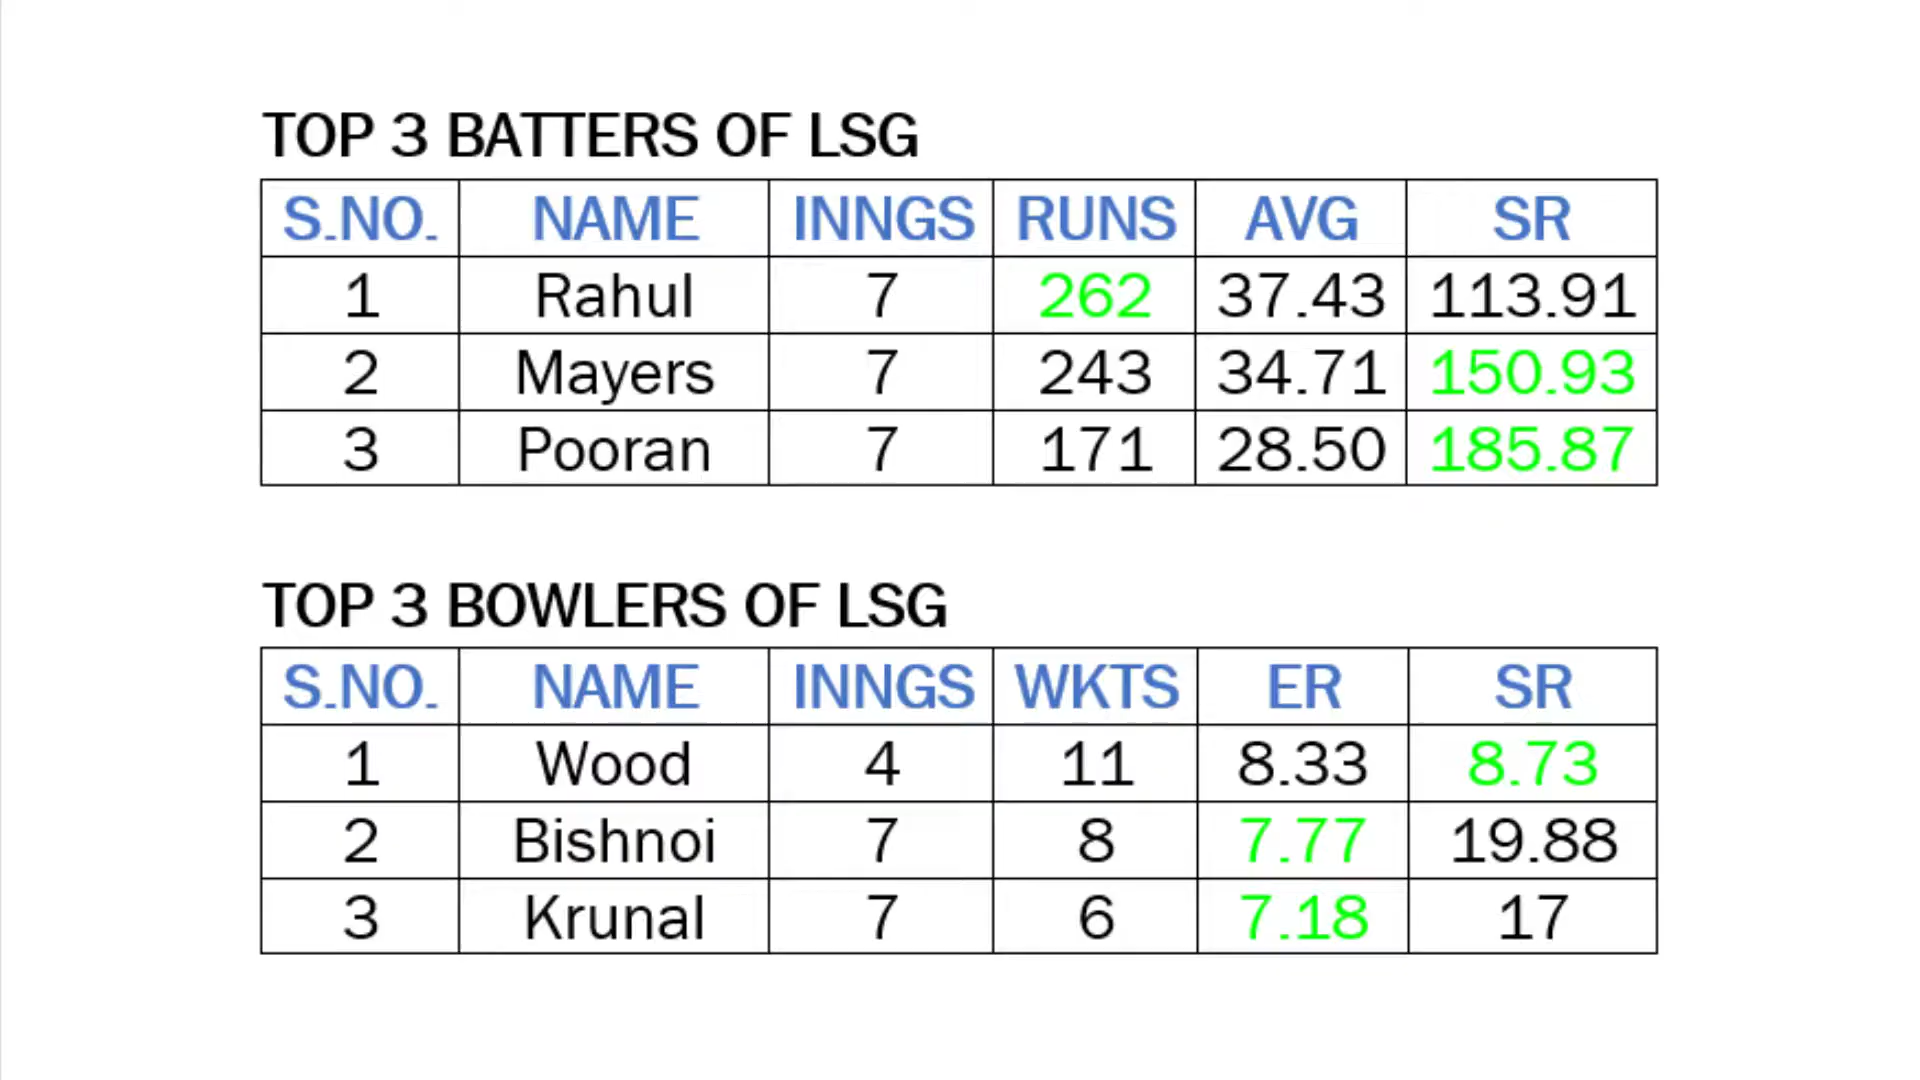 TOP 3 BATTERS OF LSG
S.NO. NAME INNGS RUNS AVG SR
1 Rahul 7 262 37.43 113.91
2 Mayers 7 243 34.71 150.93
3 Pooran 7 171 28.50 185.87
TOP 3 BOWLERS OF LSG
S.NO. NAME INNGS WKTS ER SR
1 Wood 4 11 8.33 8.73
2 Bishnoi 7 8 7.77 19.88
3 Krunal 7 6 7.18 17